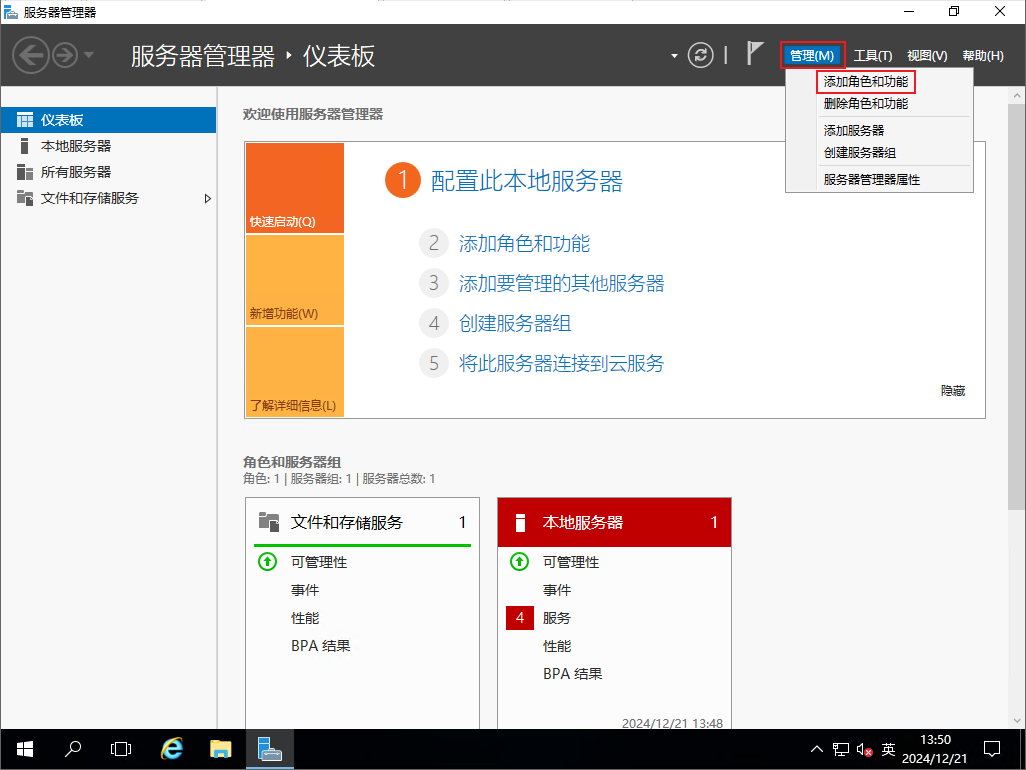 服务器管理器
服务器管理器 ‣ 仪表板
管理(M) 工具(T) 视图(V) 帮助(H)
添加角色和功能
删除角色和功能
添加服务器
创建服务器组
服务器管理器属性
仪表板
本地服务器
所有服务器
文件和存储服务
欢迎使用服务器管理器
快速启动(Q)
新增功能(W)
了解详细信息(L)
1 配置此本地服务器
2 添加角色和功能
3 添加要管理的其他服务器
4 创建服务器组
5 将此服务器连接到云服务
隐藏
角色和服务器组
角色: 1 | 服务器组: 1 | 服务器总数: 1
文件和存储服务 1
可管理性
事件
性能
BPA 结果
本地服务器 1
可管理性
事件
4 服务
性能
BPA 结果
2024/12/21 13:48
英
13:50
2024/12/21